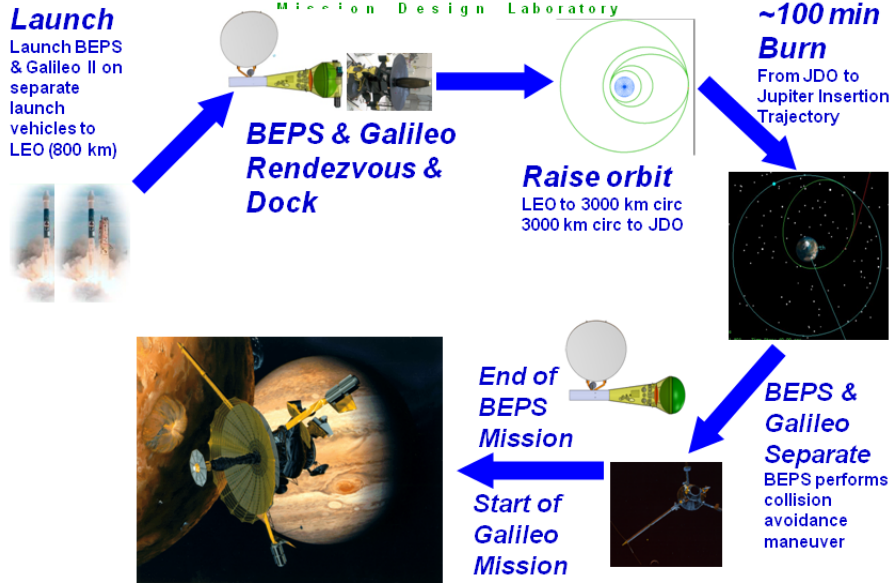 Mission Design Laboratory
Launch
Launch BEPS
& Galileo II on
separate
launch
vehicles to
LEO (800 km)
BEPS & Galileo
Rendezvous &
Dock
Raise orbit
LEO to 3000 km circ
3000 km circ to JDO
~100 min
Burn
From JDO to
Jupiter Insertion
Trajectory
BEPS &
Galileo
Separate
BEPS performs
collision
avoidance
maneuver
End of
BEPS
Mission
Start of
Galileo
Mission